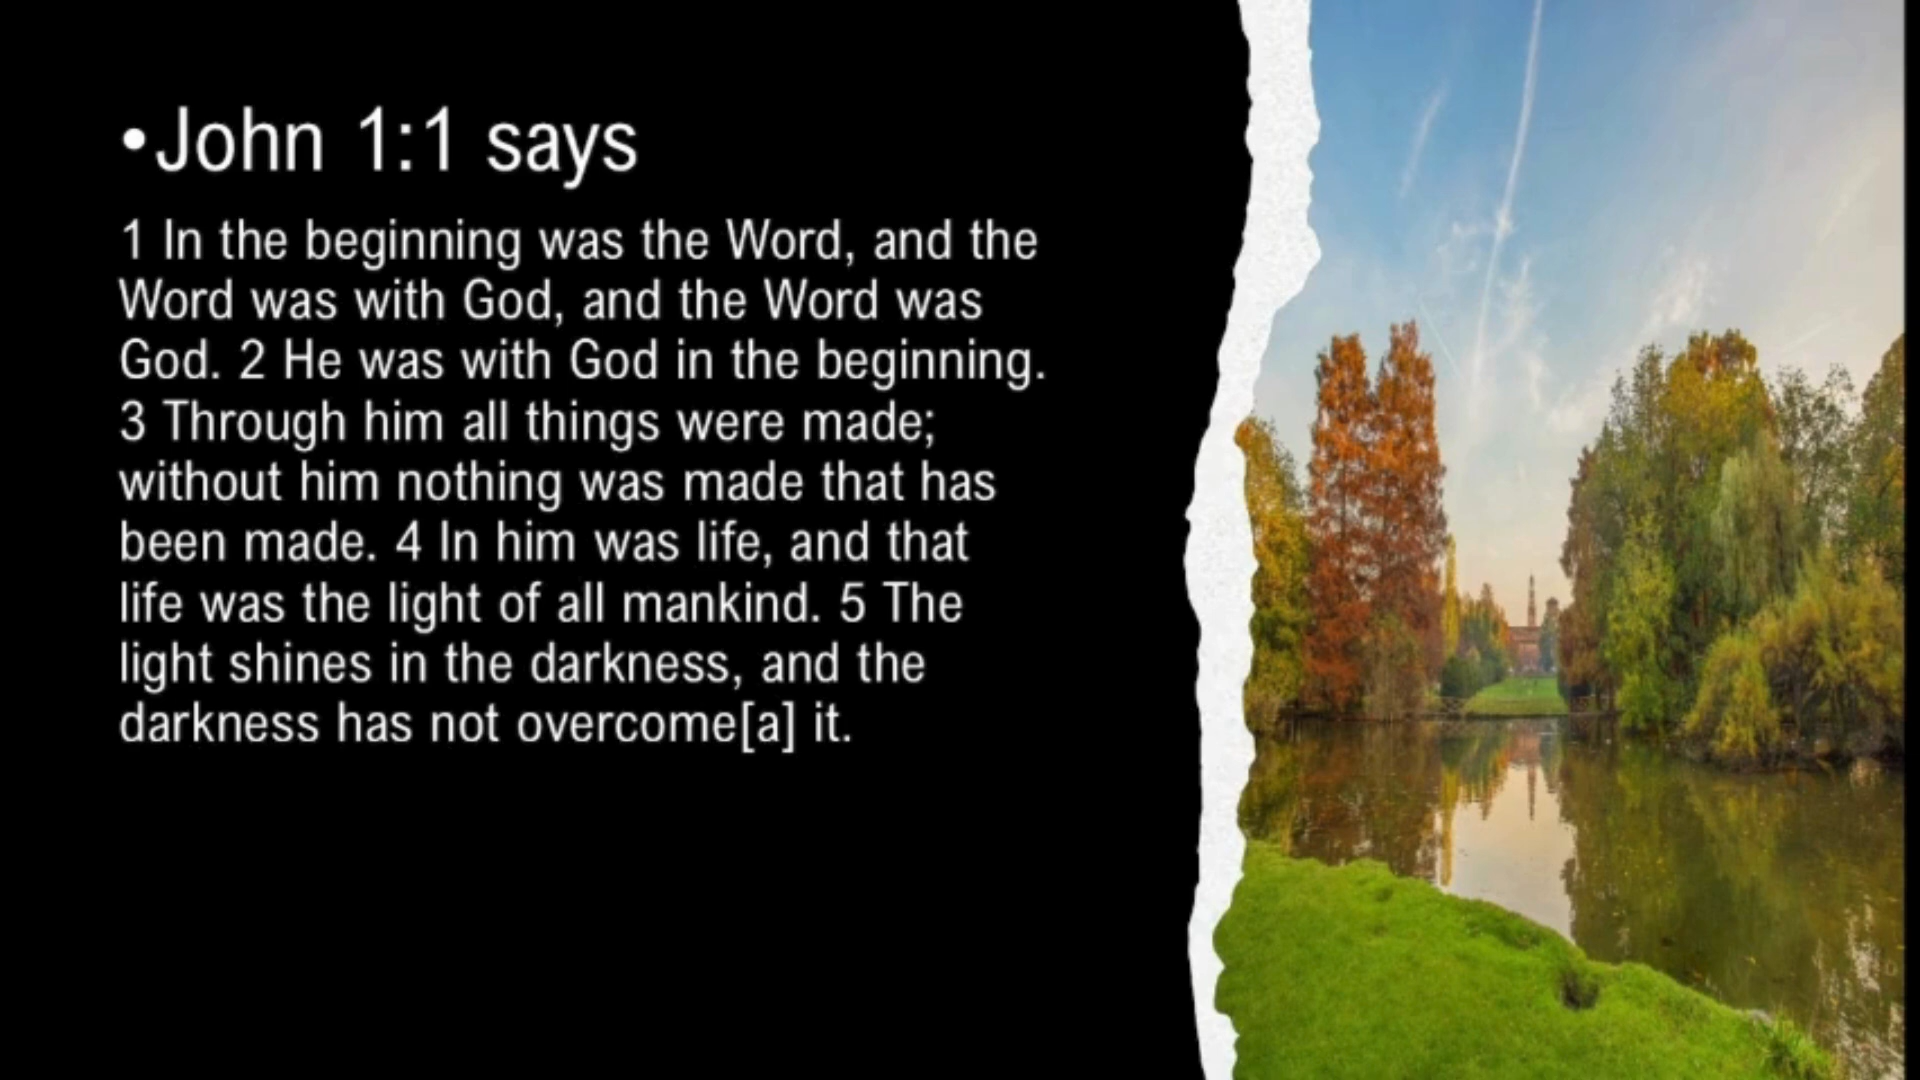 •John 1:1 says
1 In the beginning was the Word, and the
Word was with God, and the Word was
God. 2 He was with God in the beginning.
3 Through him all things were made;
without him nothing was made that has
been made. 4 In him was life, and that
life was the light of all mankind. 5 The
light shines in the darkness, and the
darkness has not overcome[a] it.